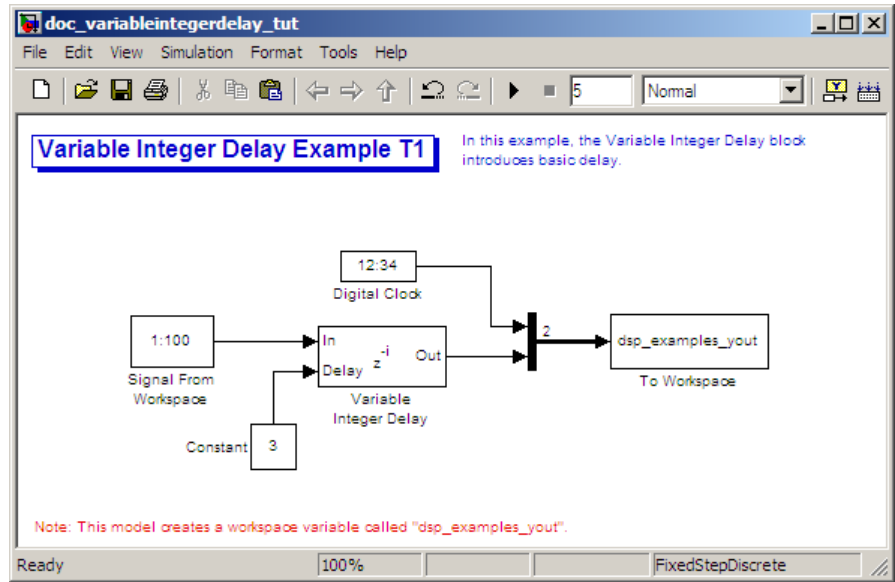 doc_variableintegerdelay_tut
File Edit View Simulation Format Tools Help
5 Normal
Variable Integer Delay Example T1
In this example, the Variable Integer Delay block
introduces basic delay.
12:34
Digital Clock
1:100
Signal From
Workspace
In
Delay
z-i
Out
Variable
Integer Delay
2
dsp_examples_yout
To Workspace
Constant
3
Note: This model creates a workspace variable called "dsp_examples_yout".
Ready 100% FixedStepDiscrete